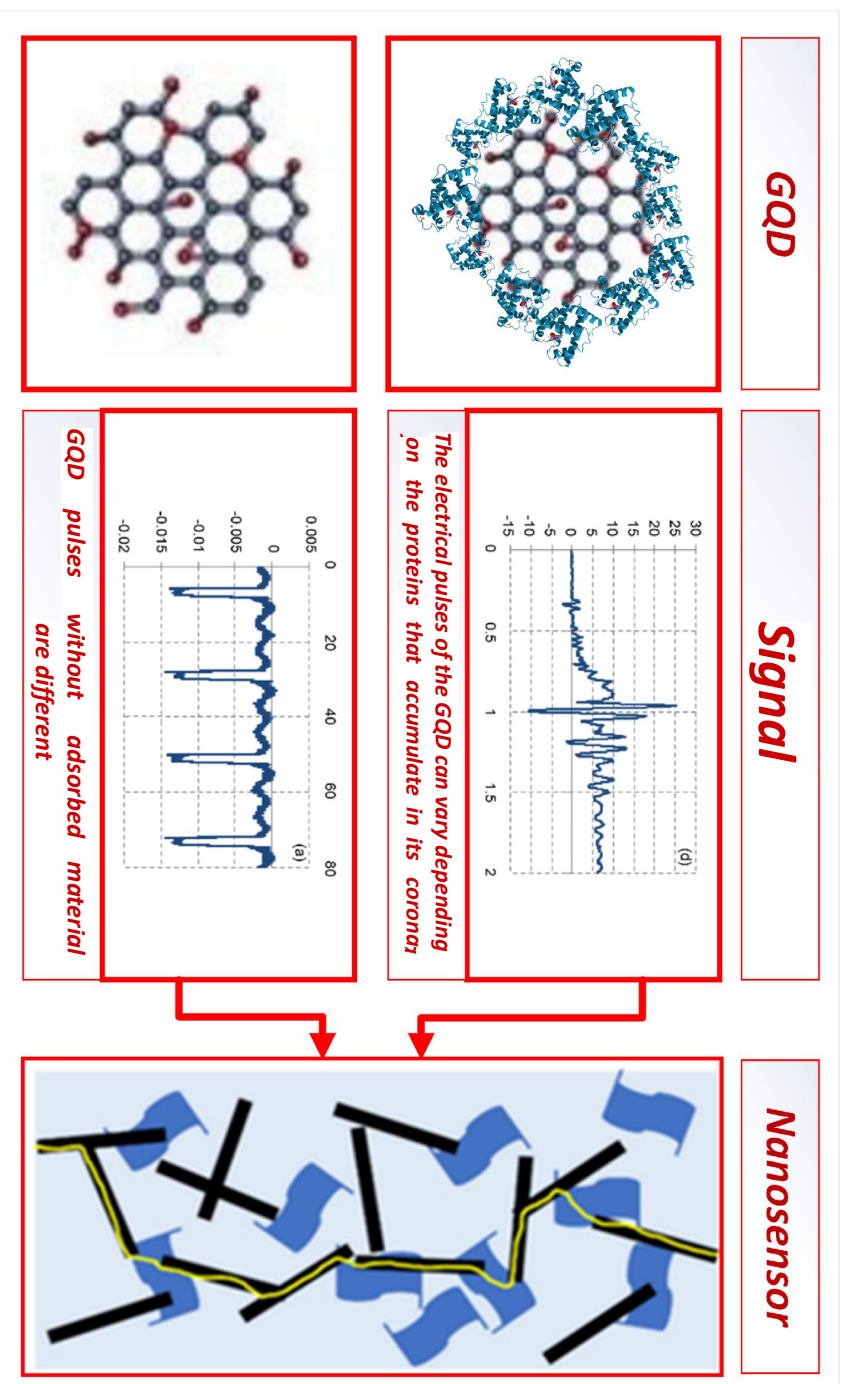 GQD
Signal
Nanosensor
30
25
20
15
10
5
0
-5
-10
-15
(d)
0 0.5 1 1.5 2
The electrical pulses of the GQD can vary depending
.on the proteins that accumulate in its corona
0 20 40 60 80
0.005
0
-0.005
-0.01
-0.015
-0.02
(a)
GQD pulses without adsorbed material
are different